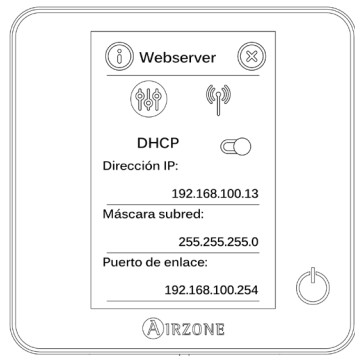 i Webserver
DHCP
Dirección IP:
192.168.100.13
Máscara subred:
255.255.255.0
Puerto de enlace:
192.168.100.254
AIRZONE